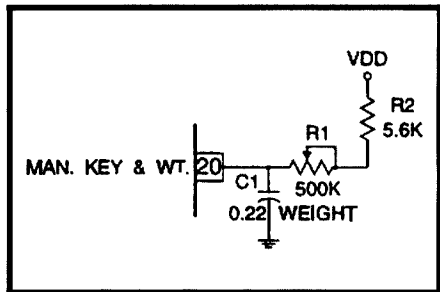 VDD
R2
5.6K
R1
MAN. KEY & WT. 20
C1
500K
0.22 WEIGHT